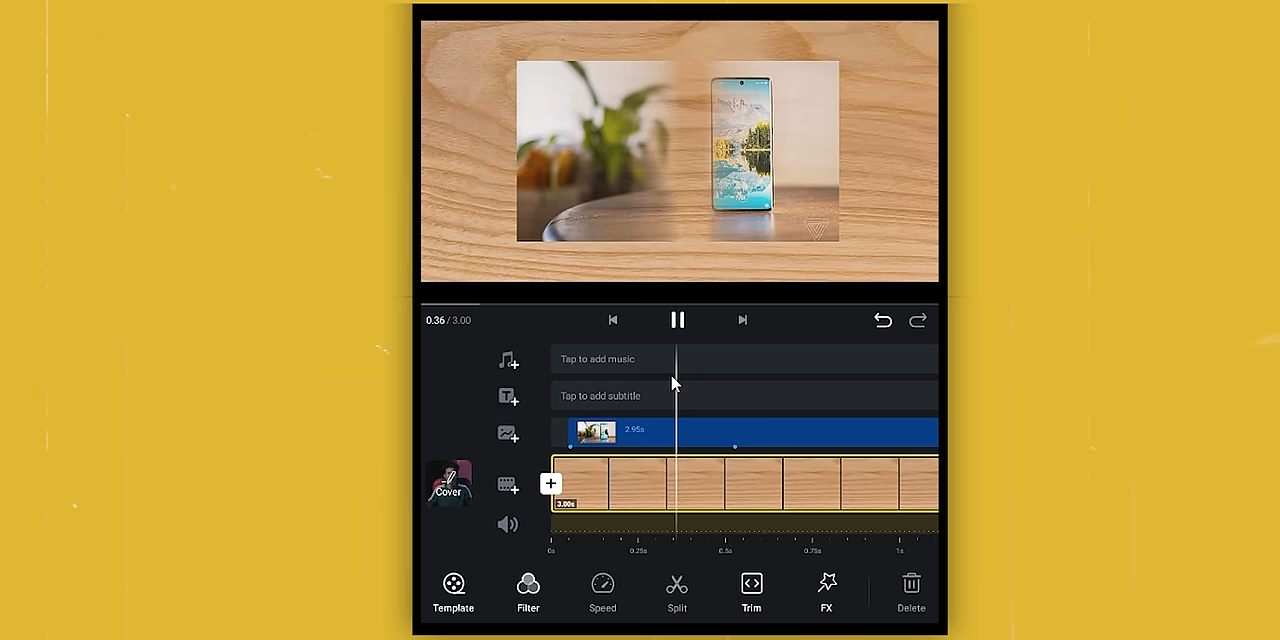 0.36 / 3.00
Tap to add music
Tap to add subtitle
2.95s
Cover
3.00s
0s 0.25s 0.5s 0.75s 1s
Template Filter Speed Split Trim FX Delete